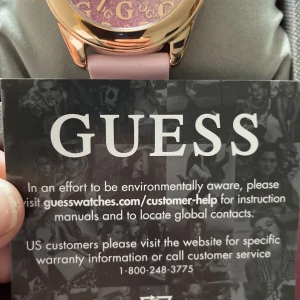 G G C
GUESS
In an effort to be environmentally aware, please
visit guesswatches.com/customer-help for instruction
manuals and to locate global contacts.
US customers please visit the website for specific
warranty information or call customer service
1-800-248-3775